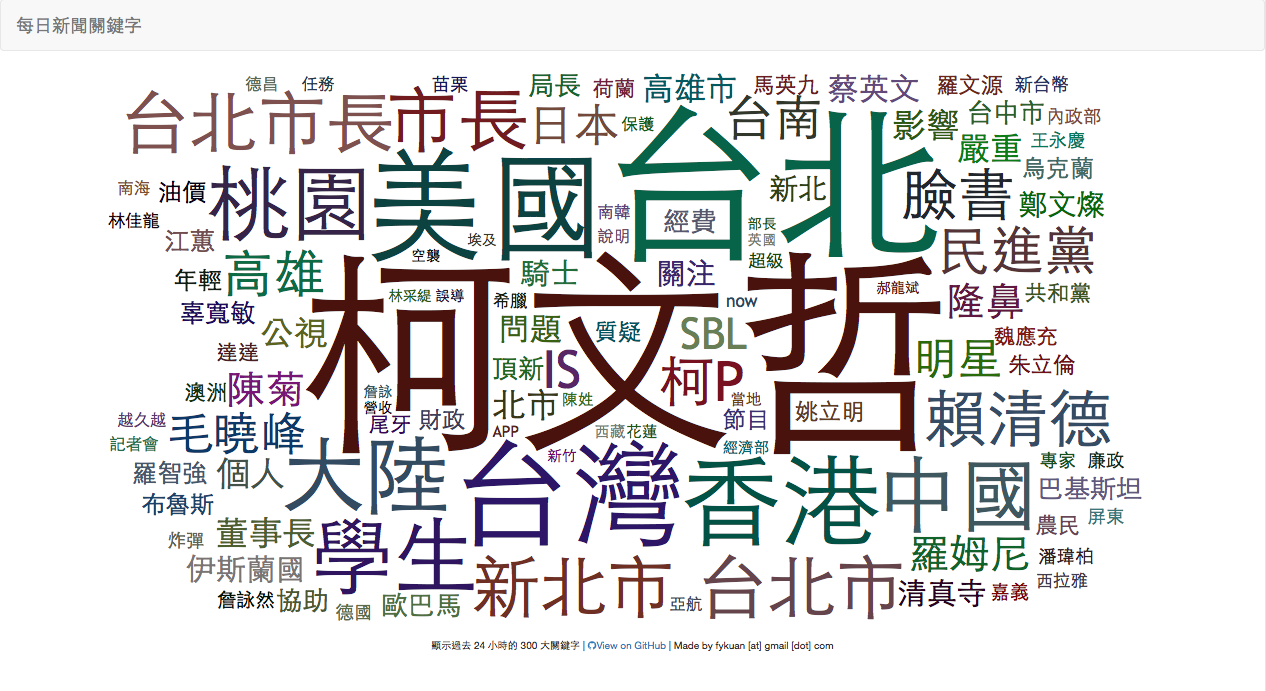 每日新聞關鍵字
德昌 任務 苗栗 局長 荷蘭 高雄市 馬英九 蔡英文 羅文源 新台幣
台北市長 市長 日本 保護 台南 影響 台中市 內政部
嚴重 王永慶
台北
美國 桃園 新北 臉書 烏克蘭
南海 油價 南韓 經費 鄭文燦
林佳龍 江蕙 埃及 說明 部長 英國 民進黨
空襲 超級
年輕 高雄 騎士 關注 郝龍斌 共和黨
柯文哲
林采緹 誤導 希臘 now 隆鼻
辜寬敏 公視 問題 質疑 SBL 魏應充
達達 頂新 IS 柯P 明星 朱立倫
澳洲 陳菊 詹詠 營收 北市 陳姓 當地 姚立明
越久越 毛曉峰 尾牙 財政 節目 賴清德
記者會 APP 西藏 花蓮 經濟部
羅智強 個人 大陸 新竹 專家 廉政
布魯斯 台灣 香港 中國 巴基斯坦
炸彈 董事長 學生 農民 屏東
伊斯蘭國 羅姆尼 潘瑋柏
詹詠然 協助 德國 歐巴馬 新北市 亞航 台北市 清真寺 嘉義 西拉雅
顯示過去 24 小時的 300 大關鍵字 | View on GitHub | Made by fykuan [at] gmail [dot] com